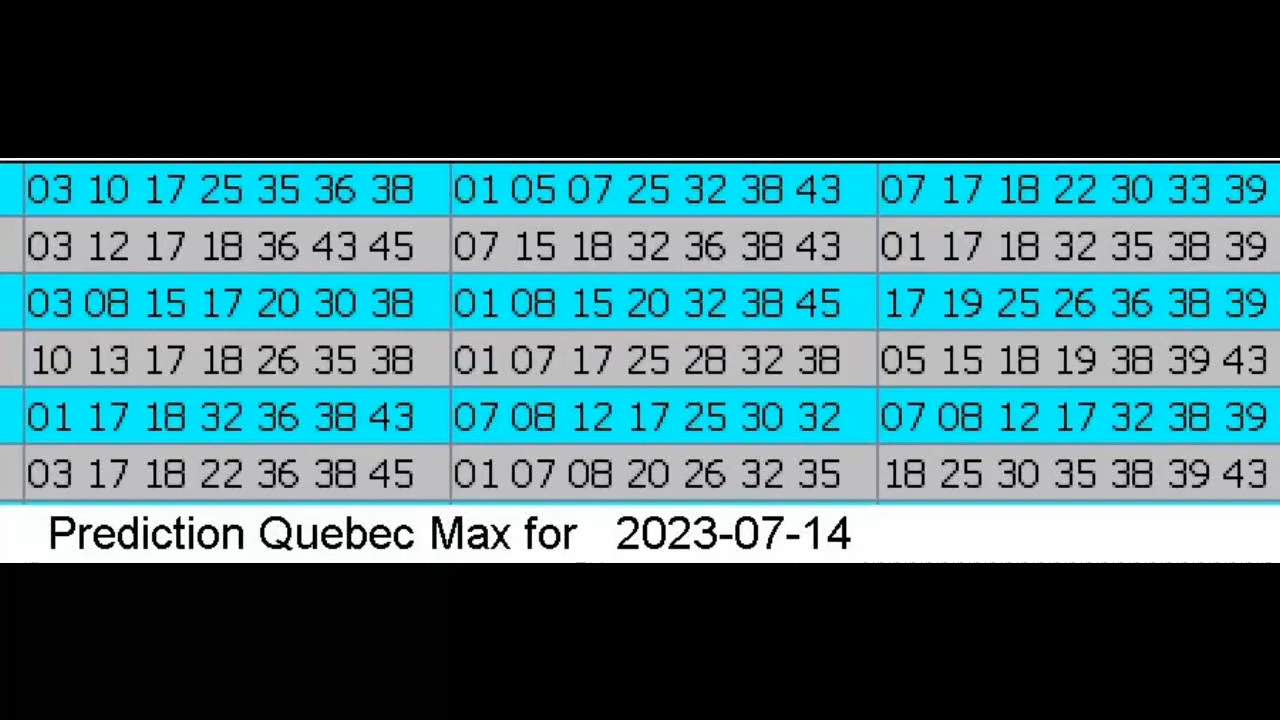 03 10 17 25 35 36 38 01 05 07 25 32 38 43 07 17 18 22 30 33 39
03 12 17 18 36 43 45 07 15 18 32 36 38 43 01 17 18 32 35 38 39
03 08 15 17 20 30 38 01 08 15 20 32 38 45 17 19 25 26 36 38 39
10 13 17 18 26 35 38 01 07 17 25 28 32 38 05 15 18 19 38 39 43
01 17 18 32 36 38 43 07 08 12 17 25 30 32 07 08 12 17 32 38 39
03 17 18 22 36 38 45 01 07 08 20 26 32 35 18 25 30 35 38 39 43
Prediction Quebec Max for 2023-07-14